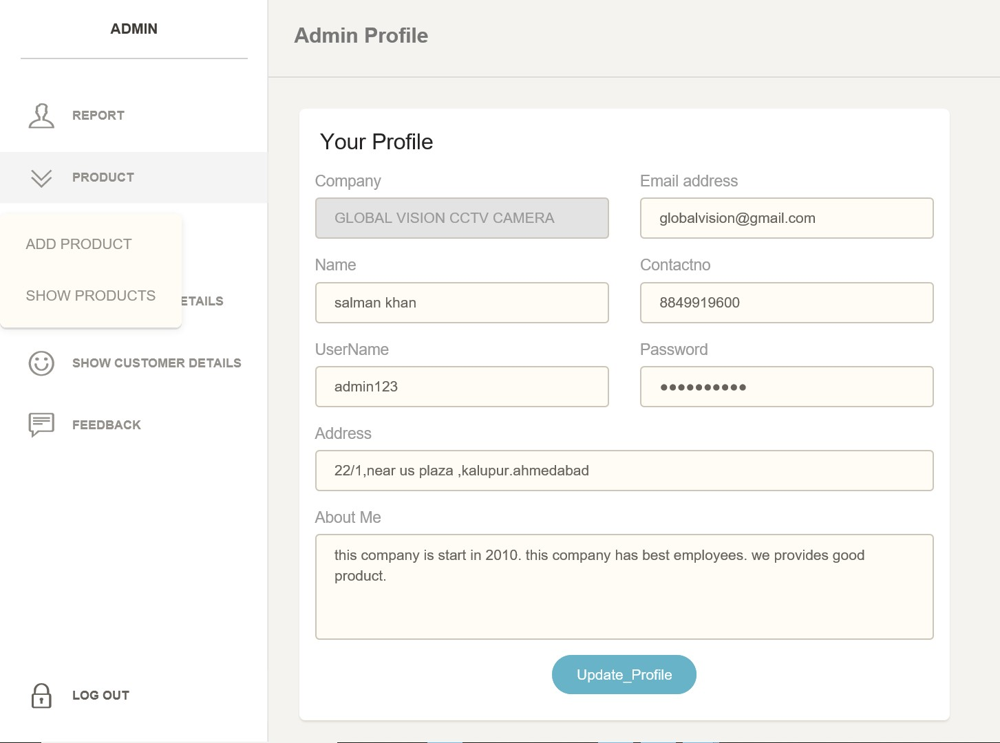 ADMIN
REPORT
PRODUCT
ADD PRODUCT
SHOW PRODUCTS
SHOW CUSTOMER DETAILS
FEEDBACK
LOG OUT
Admin Profile
Your Profile
Company
Email address
GLOBAL VISION CCTV CAMERA
globalvision@gmail.com
Name
Contactno
salman khan
8849919600
UserName
Password
admin123
●●●●●●●●●●
Address
22/1,near us plaza ,kalupur.ahmedabad
About Me
this company is start in 2010. this company has best employees. we provides good
product.
Update_Profile